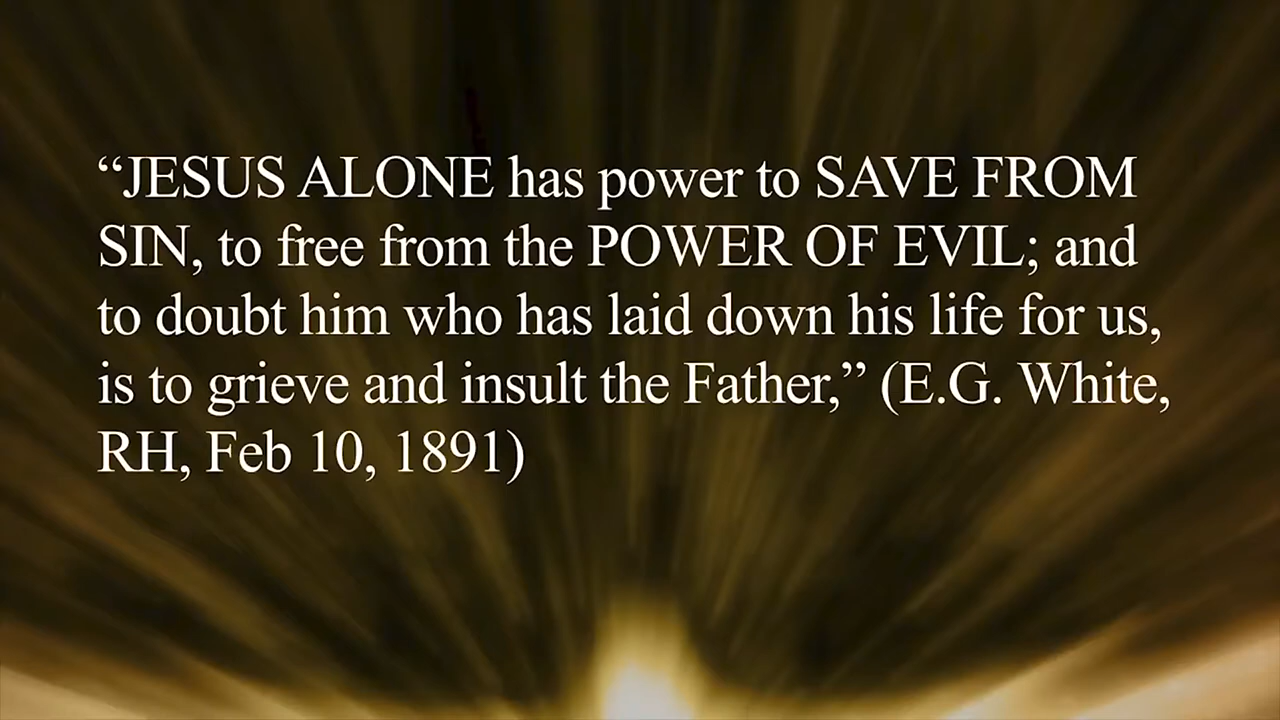 “JESUS ALONE has power to SAVE FROM
SIN, to free from the POWER OF EVIL; and
to doubt him who has laid down his life for us,
is to grieve and insult the Father,” (E.G. White,
RH, Feb 10, 1891)